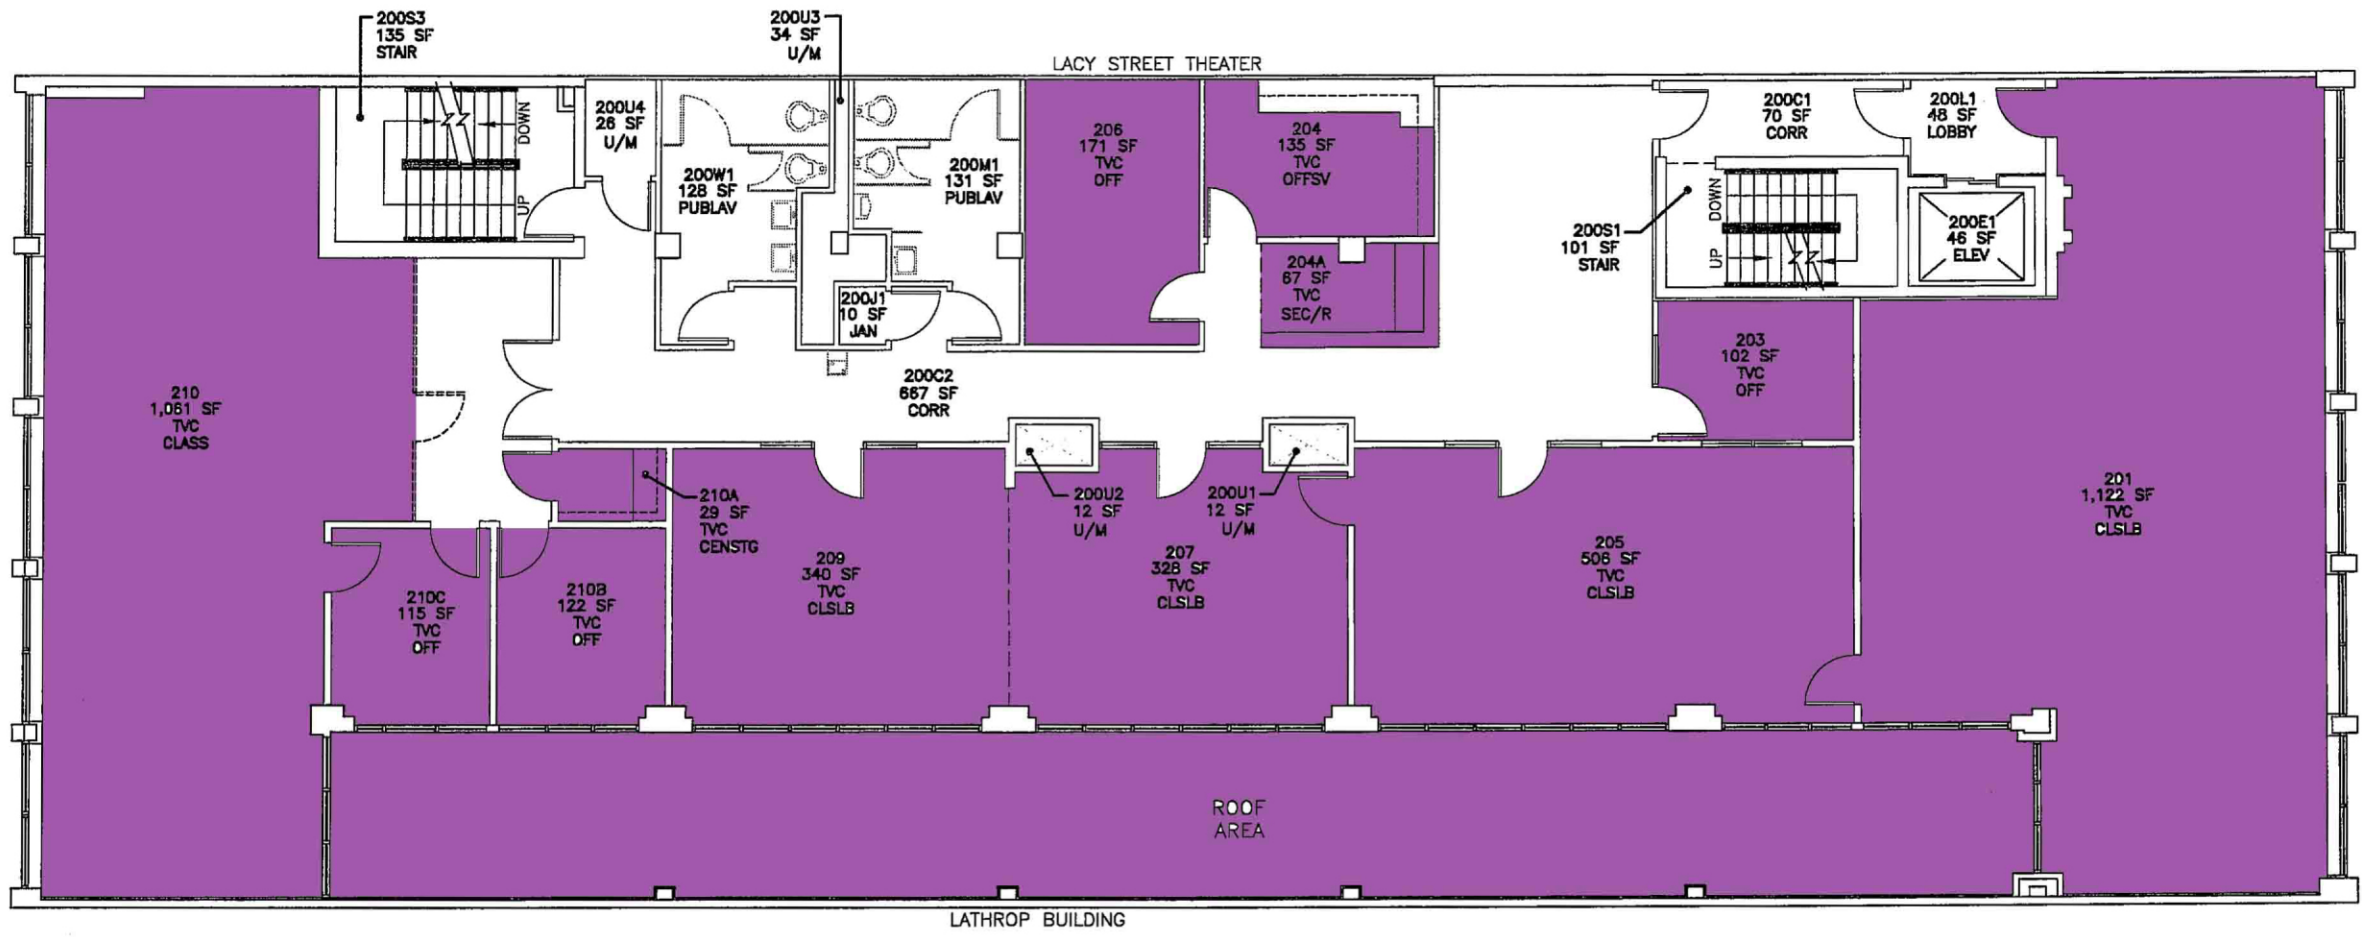 200S3
135 SF
STAIR
200U3
34 SF
U/M
LACY STREET THEATER
200U4
26 SF
U/M
DOWN
UP
200W1
128 SF
PUBLAV
200M1
131 SF
PUBLAV
200J1
10 SF
JAN
206
171 SF
TVC
OFF
204
135 SF
TVC
OFFSV
204A
67 SF
TVC
SEC/R
200C1
70 SF
CORR
200L1
48 SF
LOBBY
200S1
101 SF
STAIR
DOWN
UP
200E1
46 SF
ELEV
203
102 SF
TVC
OFF
200C2
667 SF
CORR
210
1,061 SF
TVC
CLASS
210A
29 SF
TVC
CENSTG
200U2
12 SF
U/M
200U1
12 SF
U/M
201
1,122 SF
TVC
CLSLB
210C
115 SF
TVC
OFF
210B
122 SF
TVC
OFF
209
340 SF
TVC
CLSLB
207
328 SF
TVC
CLSLB
205
506 SF
TVC
CLSLB
ROOF
AREA
LATHROP BUILDING